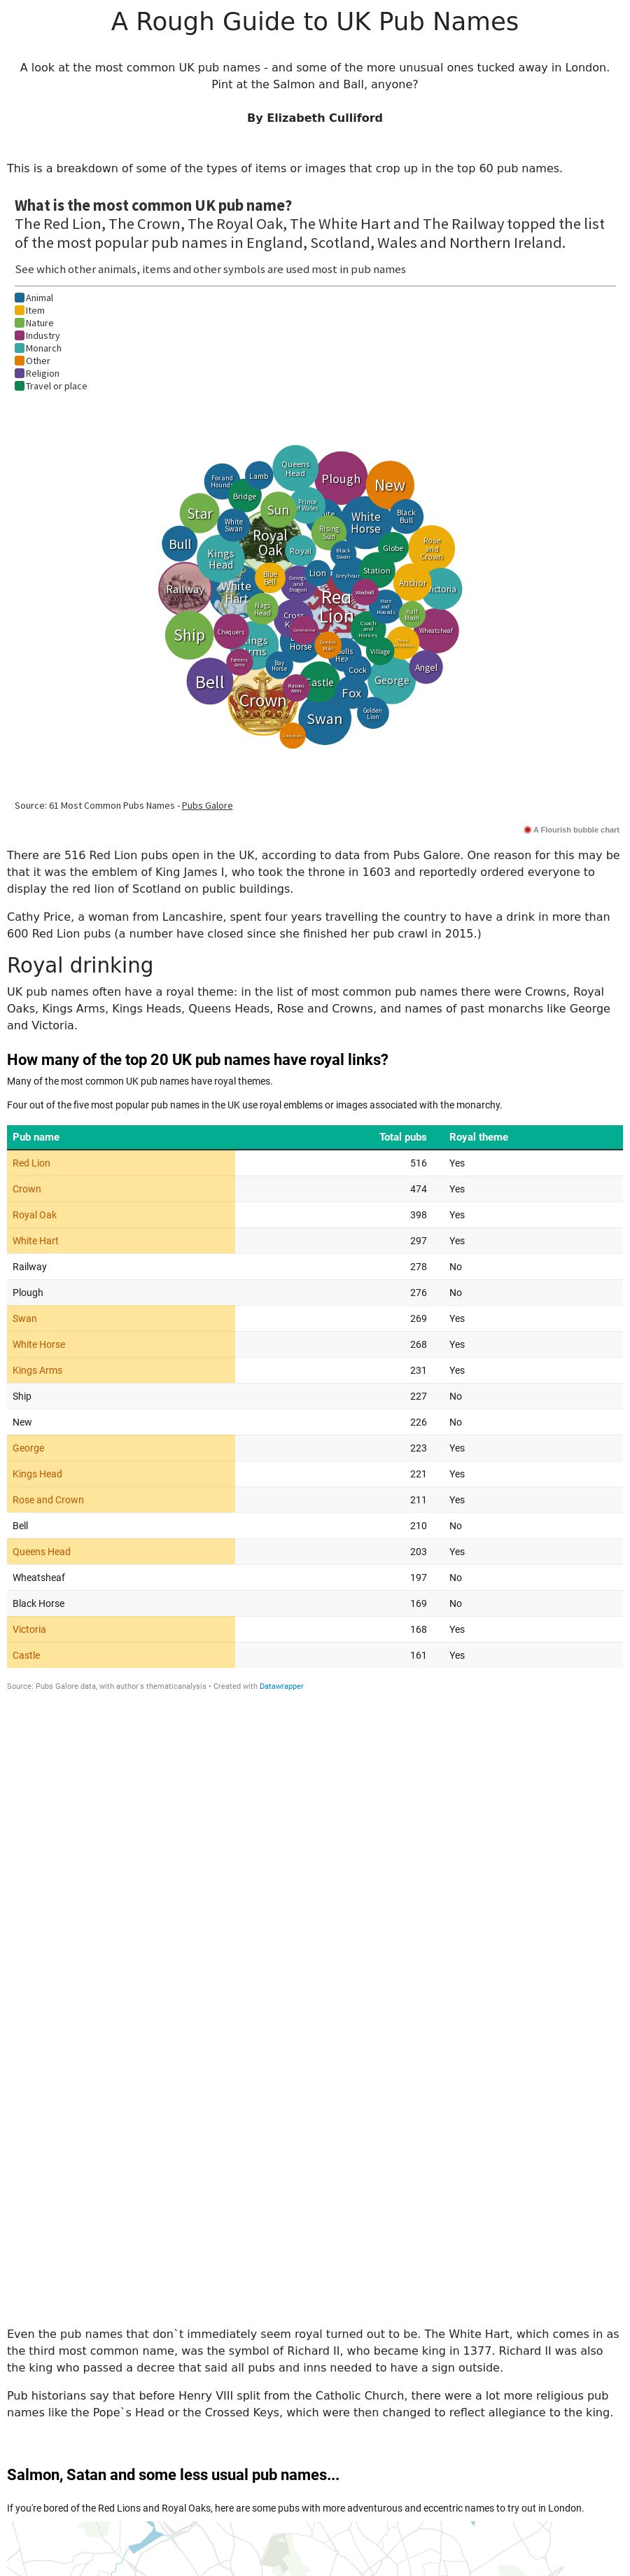 A Rough Guide to UK Pub Names
A look at the most common UK pub names - and some of the more unusual ones tucked away in London.
Pint at the Salmon and Ball, anyone?
By Elizabeth Culliford
This is a breakdown of some of the types of items or images that crop up in the top 60 pub names.
What is the most common UK pub name?
The Red Lion, The Crown, The Royal Oak, The White Hart and The Railway topped the list
of the most popular pub names in England, Scotland, Wales and Northern Ireland.
See which other animals, items and other symbols are used most in pub names
Animal
Item
Nature
Industry
Monarch
Other
Religion
Travel or place
Queens
Head
Plough
New
Fox and
Hounds
Lamb
Bridge
Star
Sun
Prince
of Wales
White
Horse
Black
Bull
White
Swan
Royal
Oak
Rising
Sun
Rose
and
Crown
Bull
Kings
Head
Royal
Black
Swan
Globe
Railway
White
Hart
Blue
Bell
George
and
Dragon
Lion
Greyhound
Station
Anchor
Victoria
Windmill
Nags
Head
Red
Lion
Hare
and
Hounds
Half
Moon
Ship
Chequers
Kings
Arms
Cross
Coach
and
Horses
Wheatsheaf
Farmers
Arms
Bay
Horse
Horse
Green
Man
Bulls
Head
Village
Angel
Bell
Crown
Masons
Arms
Castle
Cock
Fox
George
Swan
Golden
Lion
Source: 61 Most Common Pubs Names - Pubs Galore
A Flourish bubble chart
There are 516 Red Lion pubs open in the UK, according to data from Pubs Galore. One reason for this may be
that it was the emblem of King James I, who took the throne in 1603 and reportedly ordered everyone to
display the red lion of Scotland on public buildings.
Cathy Price, a woman from Lancashire, spent four years travelling the country to have a drink in more than
600 Red Lion pubs (a number have closed since she finished her pub crawl in 2015.)
Royal drinking
UK pub names often have a royal theme: in the list of most common pub names there were Crowns, Royal
Oaks, Kings Arms, Kings Heads, Queens Heads, Rose and Crowns, and names of past monarchs like George
and Victoria.
How many of the top 20 UK pub names have royal links?
Many of the most common UK pub names have royal themes.
Four out of the five most popular pub names in the UK use royal emblems or images associated with the monarchy.
Pub name Total pubs Royal theme
Red Lion 516 Yes
Crown 474 Yes
Royal Oak 398 Yes
White Hart 297 Yes
Railway 278 No
Plough 276 No
Swan 269 Yes
White Horse 268 Yes
Kings Arms 231 Yes
Ship 227 No
New 226 No
George 223 Yes
Kings Head 221 Yes
Rose and Crown 211 Yes
Bell 210 No
Queens Head 203 Yes
Wheatsheaf 197 No
Black Horse 169 No
Victoria 168 Yes
Castle 161 Yes
Source: Pubs Galore data, with author's thematicanalysis • Created with Datawrapper
Even the pub names that don`t immediately seem royal turned out to be. The White Hart, which comes in as
the third most common name, was the symbol of Richard II, who became king in 1377. Richard II was also
the king who passed a decree that said all pubs and inns needed to have a sign outside.
Pub historians say that before Henry VIII split from the Catholic Church, there were a lot more religious pub
names like the Pope`s Head or the Crossed Keys, which were then changed to reflect allegiance to the king.
Salmon, Satan and some less usual pub names...
If you're bored of the Red Lions and Royal Oaks, here are some pubs with more adventurous and eccentric names to try out in London.